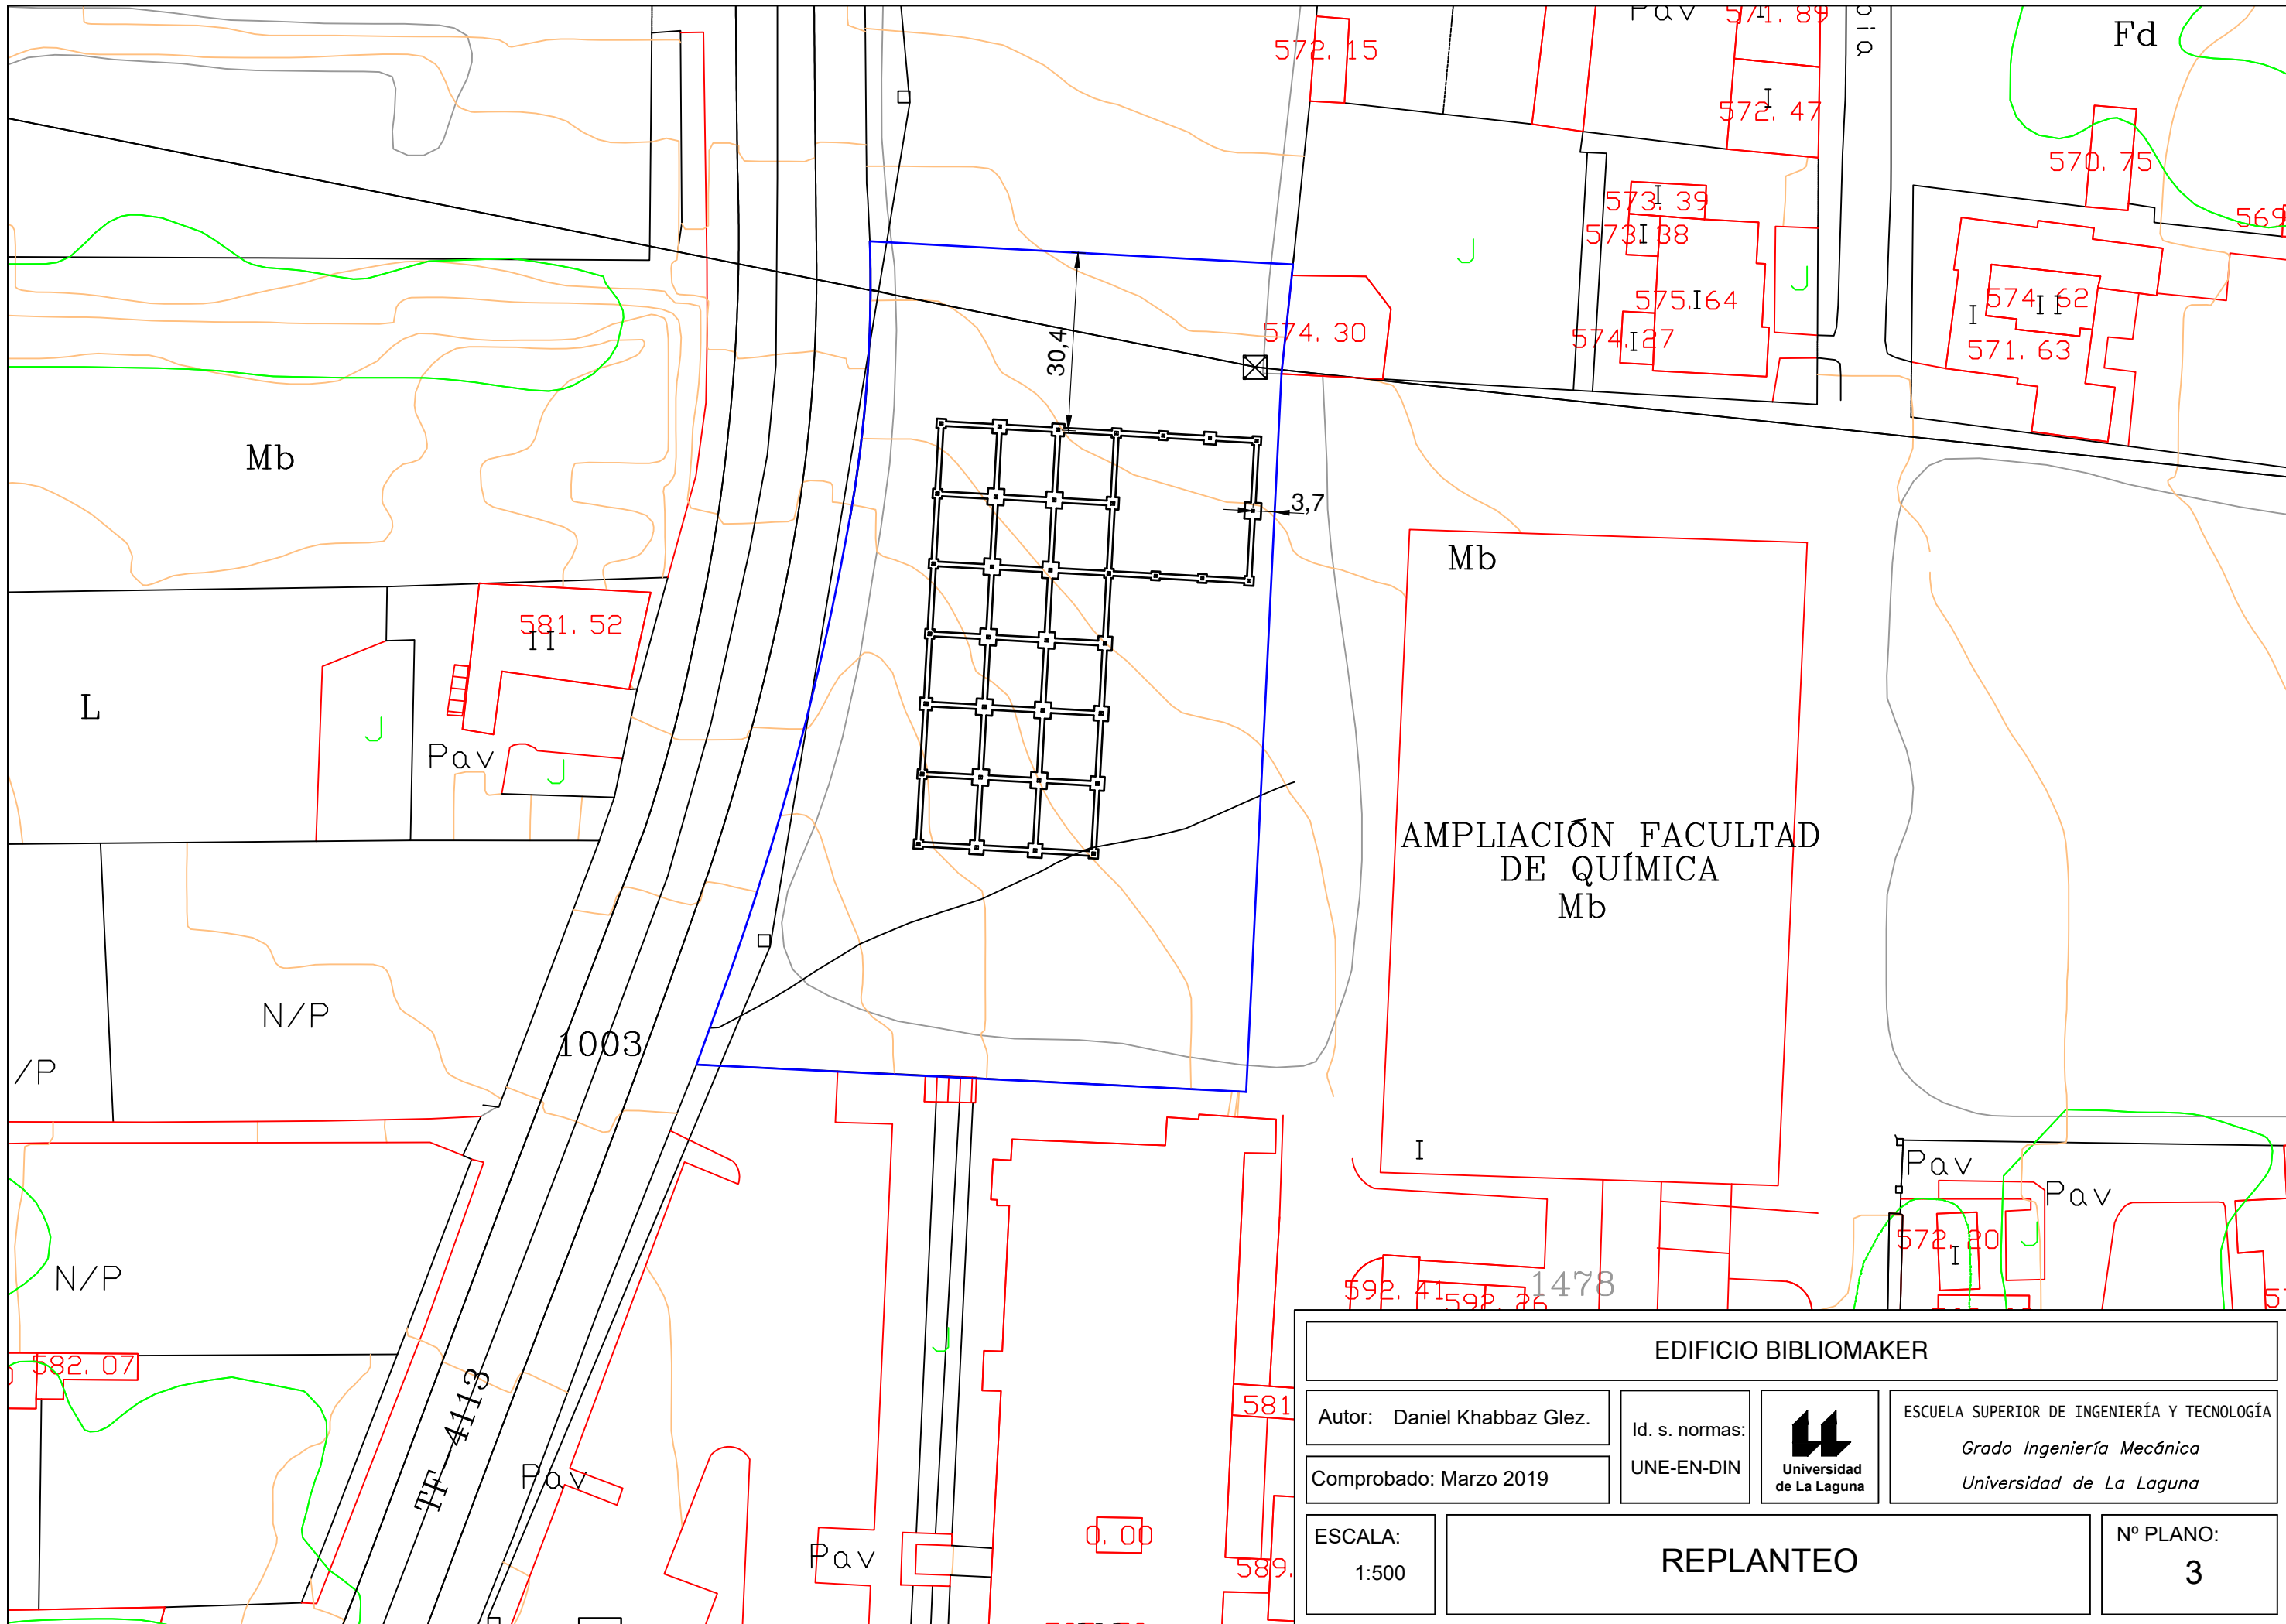 Pav
571.89
Fd
572.15
572.47
570.75
573.39
573.38
569
J
J
575.64
574.62
574.30
574.27
571.63
I
I
I
I
I
I
I I
I
30,4
3,7
Mb
Mb
581.52
I I
L
J
Pav
J
AMPLIACIÓN FACULTAD
DE QUÍMICA
Mb
N/P
1003
/P
I
Pav
Pav
572.20
I
J
N/P
592.41
592.26
1478
J
582.07
TF-4113
581
Pav
Pav
0.00
589.
EDIFICIO BIBLIOMAKER
Autor: Daniel Khabbaz Glez.
Comprobado: Marzo 2019
Id. s. normas:
UNE-EN-DIN
Universidad
de La Laguna
ESCUELA SUPERIOR DE INGENIERÍA Y TECNOLOGÍA
Grado Ingeniería Mecánica
Universidad de La Laguna
ESCALA:
1:500
REPLANTEO
Nº PLANO:
3